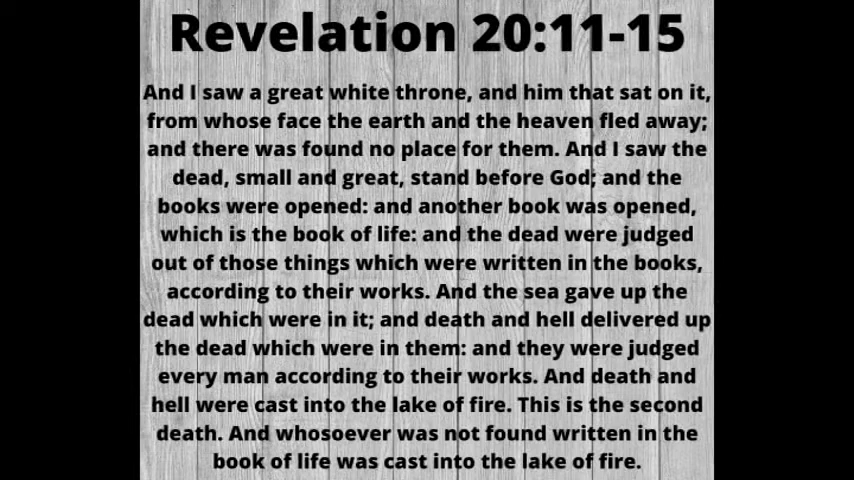 Revelation 20:11-15
And I saw a great white throne, and him that sat on it,
from whose face the earth and the heaven fled away;
and there was found no place for them. And I saw the
dead, small and great, stand before God; and the
books were opened: and another book was opened,
which is the book of life: and the dead were judged
out of those things which were written in the books,
according to their works. And the sea gave up the
dead which were in it; and death and hell delivered up
the dead which were in them: and they were judged
every man according to their works. And death and
hell were cast into the lake of fire. This is the second
death. And whosoever was not found written in the
book of life was cast into the lake of fire.